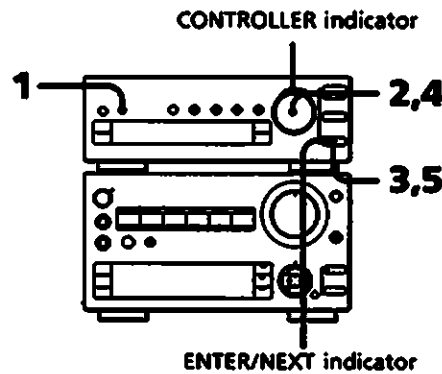 CONTROLLER indicator
1
2,4
3,5
ENTER/NEXT indicator